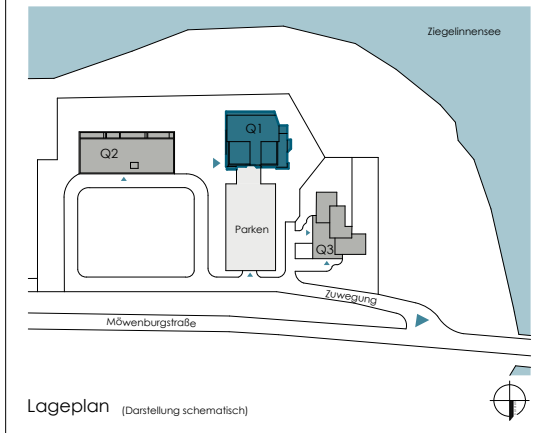 Ziegelinnensee
Q1
Q2
Parken
Q3
Zuwegung
Möwenburgstraße
Lageplan (Darstellung schematisch)